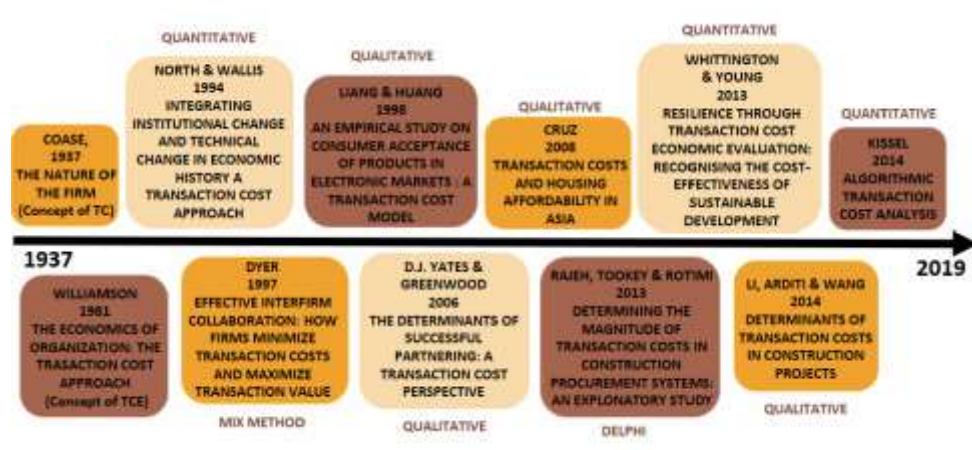 COASE,
1937
THE NATURE OF
THE FIRM
(Concept of TC)
QUANTITATIVE
NORTH & WALLIS
1994
INTEGRATING
INSTITUTIONAL CHANGE
AND TECHNICAL
CHANGE IN ECONOMIC
HISTORY A
TRANSACTION COST
APPROACH
QUALITATIVE
LIANG & HUANG
1998
AN EMPIRICAL STUDY ON
CONSUMER ACCEPTANCE
OF PRODUCTS IN
ELECTRONIC MARKETS : A
TRANSACTION COST
MODEL
QUALITATIVE
CRUZ
2008
TRANSACTION COSTS
AND HOUSING
AFFORDABILITY IN
ASIA
QUANTITATIVE
WHITTINGTON
& YOUNG
2013
RESILIENCE THROUGH
TRANSACTION COST
ECONOMIC EVALUATION:
RECOGNISING THE COST-
EFFECTIVENESS OF
SUSTAINABLE
DEVELOPMENT
QUANTITATIVE
KISSEL
2014
ALGORITHMIC
TRANSACTION
COST ANALYSIS
1937
2019
WILLIAMSON
1981
THE ECONOMICS OF
ORGANIZATION: THE
TRASACTION COST
APPROACH
(Concept of TCE)
DYER
1997
EFFECTIVE INTERFIRM
COLLABORATION: HOW
FIRMS MINIMIZE
TRANSACTION COSTS
AND MAXIMIZE
TRANSACTION VALUE
MIX METHOD
D.J. YATES &
GREENWOOD
2006
THE DETERMINANTS OF
SUCCESSFUL
PARTNERING: A
TRANSACTION COST
PERSPECTIVE
QUALITATIVE
RAJEH, TOOKEY & ROTIMI
2013
DETERMINING THE
MAGNITUDE OF
TRANSACTION COSTS IN
CONSTRUCTION
PROCUREMENT SYSTEMS:
AN EXPLONATORY STUDY
DELPHI
LI, ARDITI & WANG
2014
DETERMINANTS OF
TRANSACTION COSTS
IN CONSTRUCTION
PROJECTS
QUALITATIVE